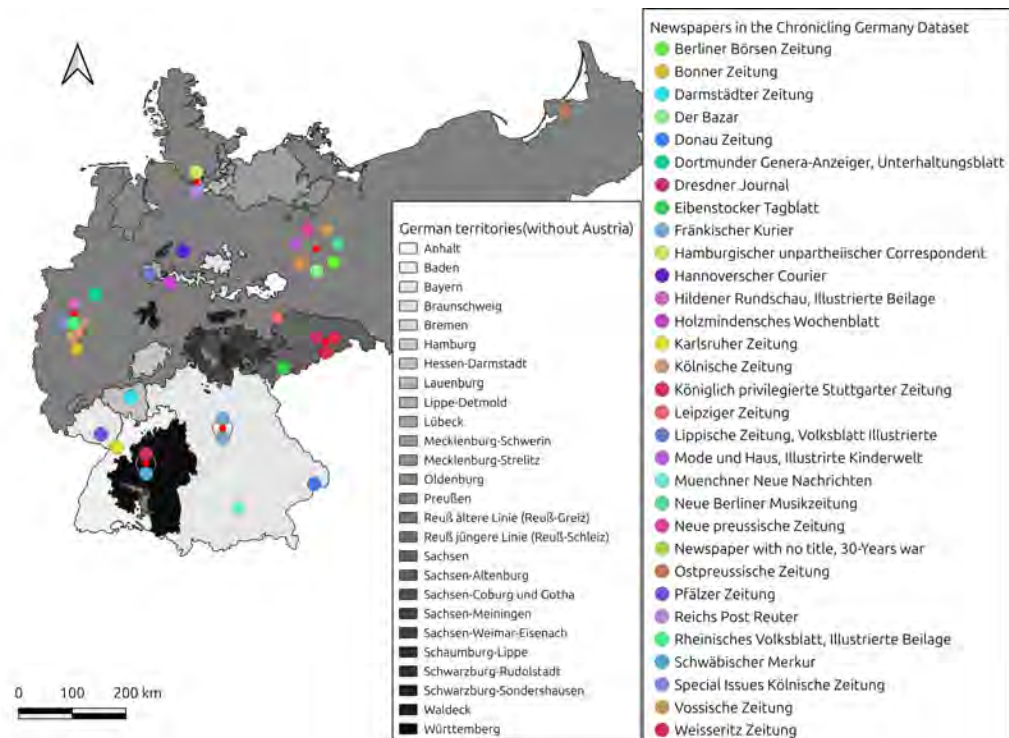 Newspapers in the Chronicling Germany Dataset
Berliner Börsen Zeitung
Bonner Zeitung
Darmstädter Zeitung
Der Bazar
Donau Zeitung
Dortmunder Genera-Anzeiger, Unterhaltungsblatt
Dresdner Journal
Eibenstocker Tagblatt
Fränkischer Kurier
Hamburgischer unpartheiischer Correspondent
Hannoverscher Courier
Hildener Rundschau, Illustrierte Beilage
Holzmindensches Wochenblatt
Karlsruher Zeitung
Kölnische Zeitung
Königlich privilegierte Stuttgarter Zeitung
Leipziger Zeitung
Lippische Zeitung, Volksblatt Illustrierte
Mode und Haus, Illustrirte Kinderwelt
Muenchner Neue Nachrichten
Neue Berliner Musikzeitung
Neue preussische Zeitung
Newspaper with no title, 30-Years war
Ostpreussische Zeitung
Pfälzer Zeitung
Reichs Post Reuter
Rheinisches Volksblatt, Illustrierte Beilage
Schwäbischer Merkur
Special Issues Kölnische Zeitung
Vossische Zeitung
Weisseritz Zeitung
German territories(without Austria)
Anhalt
Baden
Bayern
Braunschweig
Bremen
Hamburg
Hessen-Darmstadt
Lauenburg
Lippe-Detmold
Löbeck
Mecklenburg-Schwerin
Mecklenburg-Strelitz
Oldenburg
Preußen
Reuß ältere Linie (Reuß-Greiz)
Reuß jüngere Linie (Reuß-Schleiz)
Sachsen
Sachsen-Altenburg
Sachsen-Coburg und Gotha
Sachsen-Meiningen
Sachsen-Weimar-Eisenach
Schaumburg-Lippe
Schwarzburg-Rudolstadt
Schwarzburg-Sondershausen
Waldeck
Württemberg
0 100 200 km